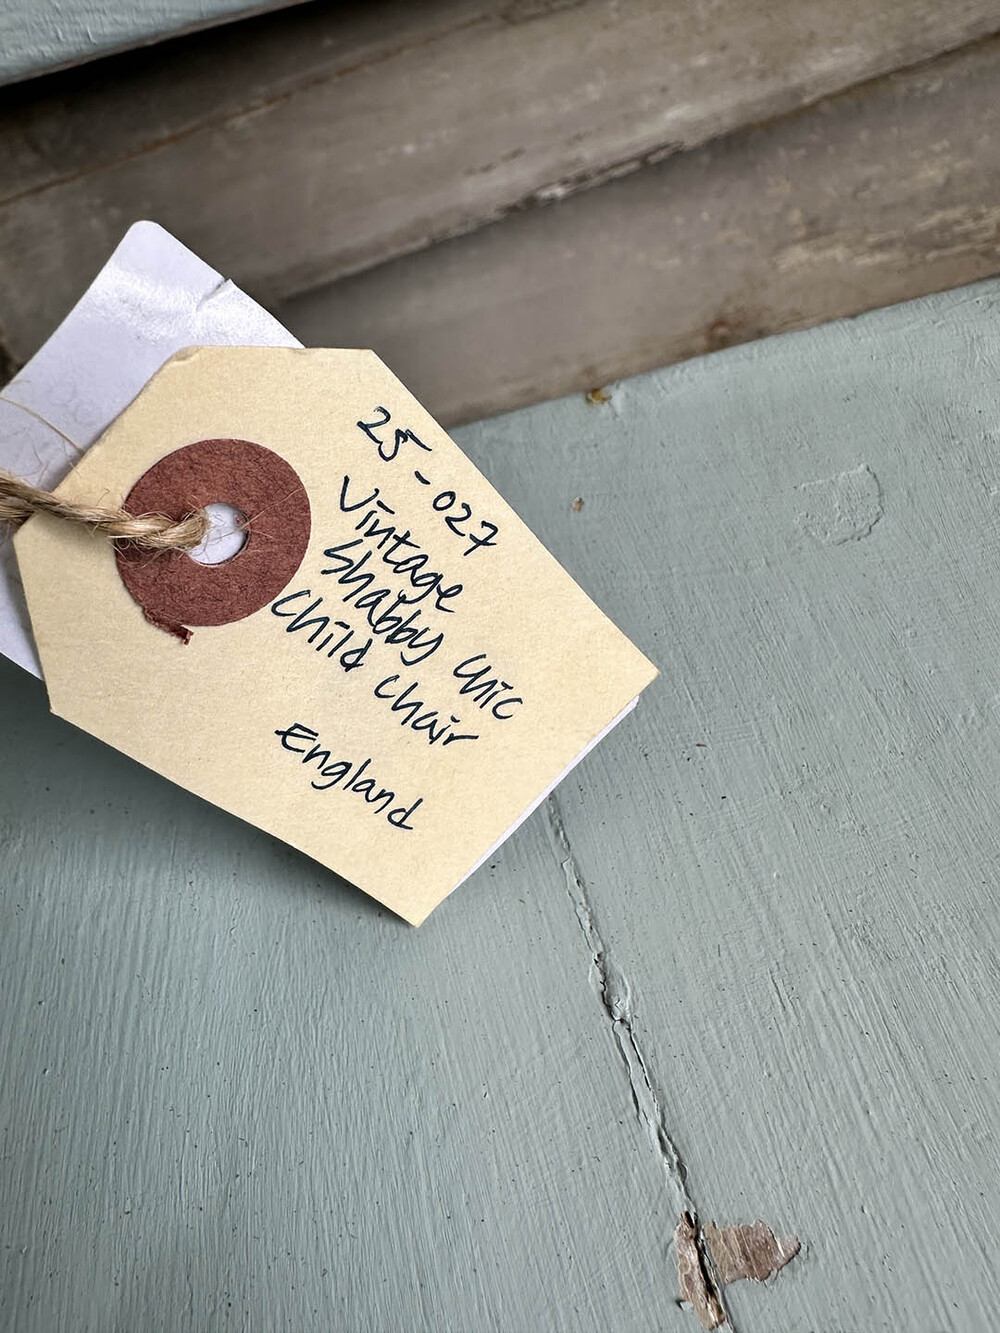 25-027
Vintage
Shabby Chic
Child Chair
England